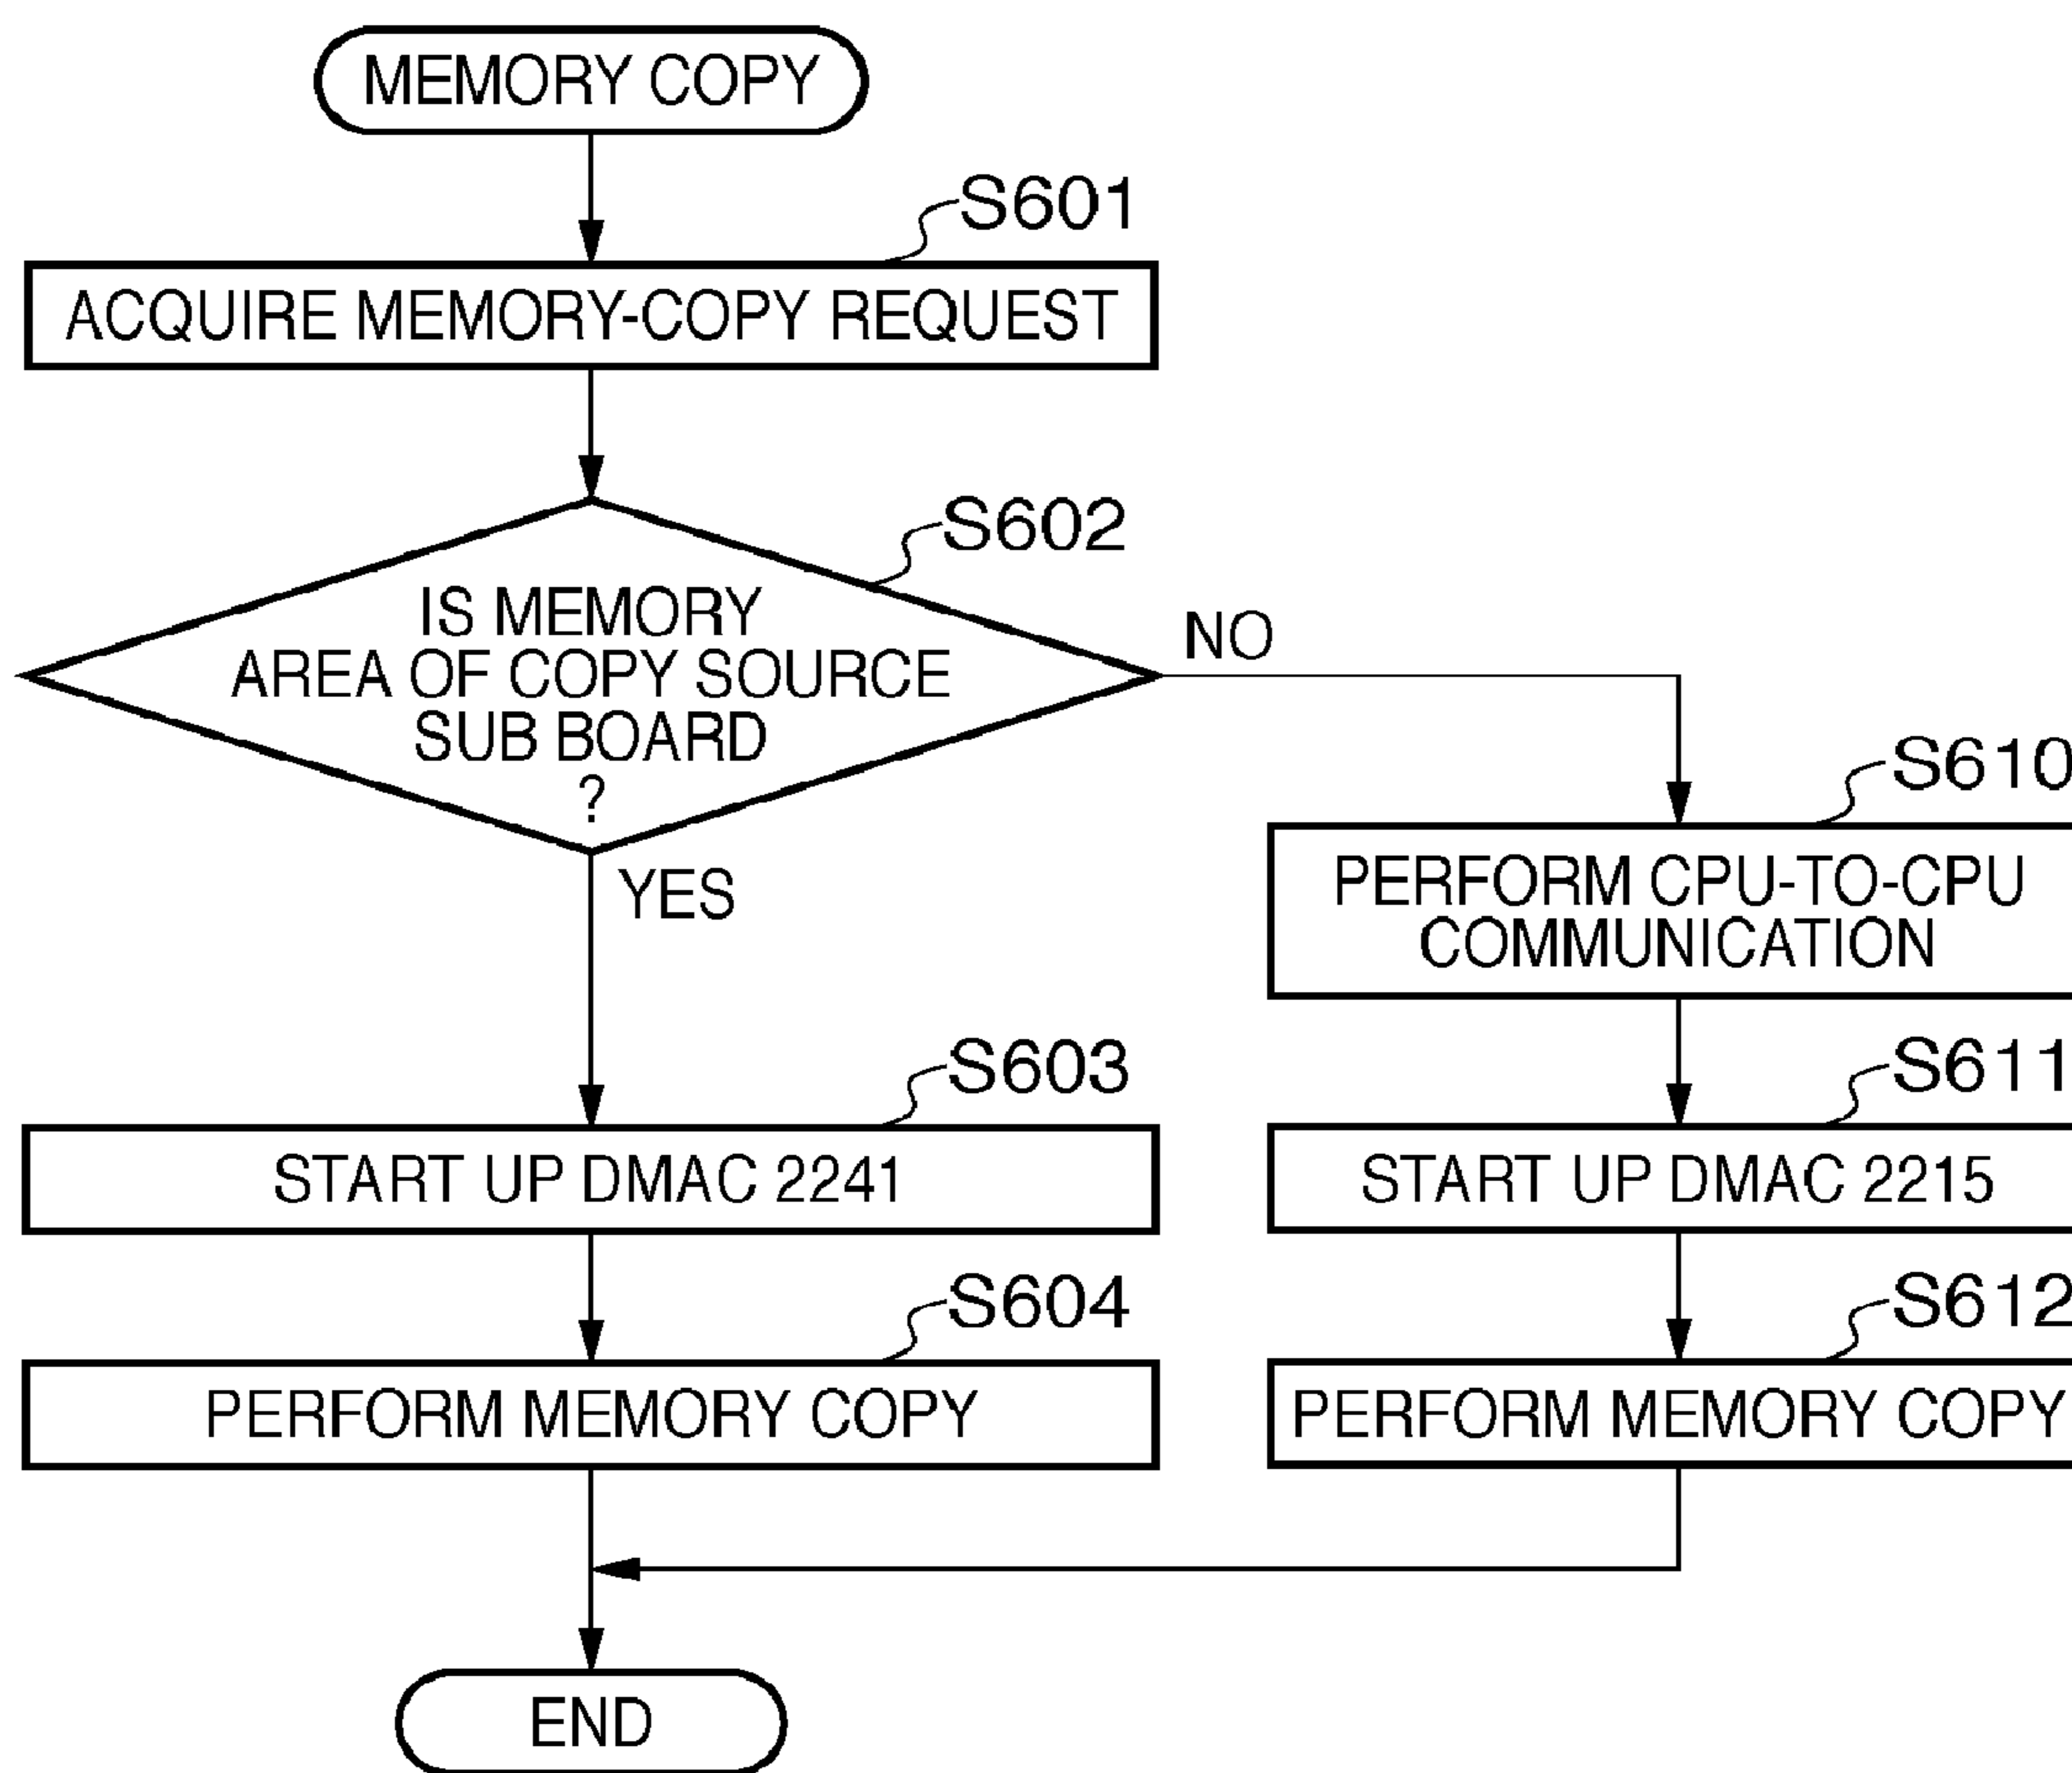 MEMORY COPY
S601
ACQUIRE MEMORY-COPY REQUEST
S602
IS MEMORY
AREA OF COPY SOURCE
SUB BOARD
?
NO
YES
S610
PERFORM CPU-TO-CPU
COMMUNICATION
S603
START UP DMAC 2241
S611
START UP DMAC 2215
S604
PERFORM MEMORY COPY
S612
PERFORM MEMORY COPY
END